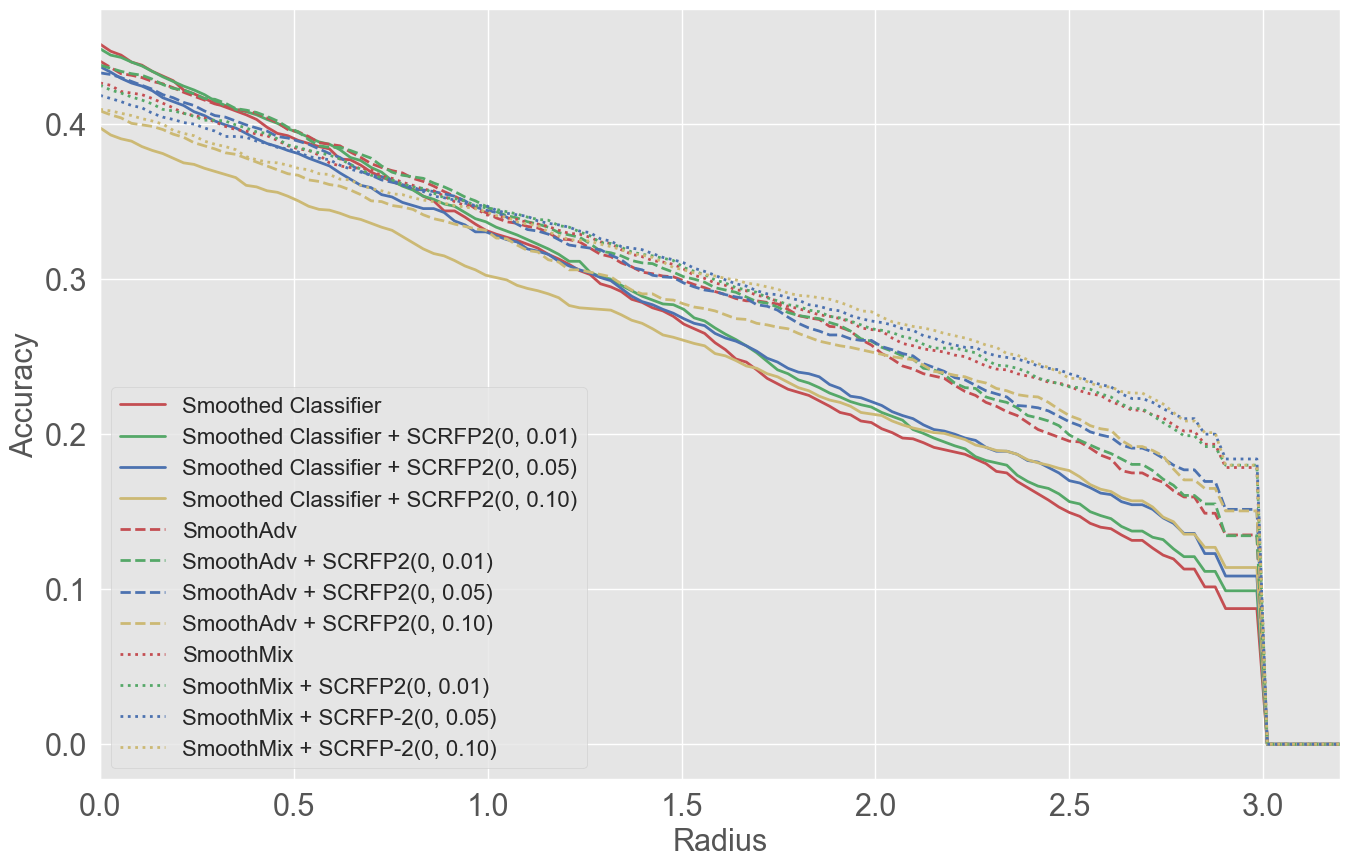 0.4
0.3
0.2
0.1
0.0
Accuracy
Smoothed Classifier
Smoothed Classifier + SCRFP2(0, 0.01)
Smoothed Classifier + SCRFP2(0, 0.05)
Smoothed Classifier + SCRFP2(0, 0.10)
SmoothAdv
SmoothAdv + SCRFP2(0, 0.01)
SmoothAdv + SCRFP2(0, 0.05)
SmoothAdv + SCRFP2(0, 0.10)
SmoothMix
SmoothMix + SCRFP2(0, 0.01)
SmoothMix + SCRFP-2(0, 0.05)
SmoothMix + SCRFP-2(0, 0.10)
0.0 0.5 1.0 1.5 2.0 2.5 3.0
Radius